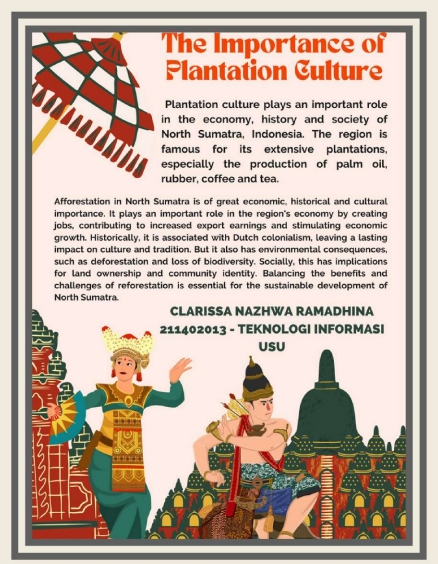 The Importance of
Plantation Culture
Plantation culture plays an important role
in the economy, history and society of
North Sumatra, Indonesia. The region is
famous for its extensive plantations,
especially the production of palm oil,
rubber, coffee and tea.
Afforestation in North Sumatra is of great economic, historical and cultural
importance. It plays an important role in the region's economy by creating
jobs, contributing to increased export earnings and stimulating economic
growth. Historically, it is associated with Dutch colonialism, leaving a lasting
impact on culture and tradition. But it also has environmental consequences,
such as deforestation and loss of biodiversity. Socially, this has implications
for land ownership and community identity. Balancing the benefits and
challenges of reforestation is essential for the sustainable development of
North Sumatra.
CLARISSA NAZHWA RAMADHINA
211402013 - TEKNOLOGI INFORMASI
USU